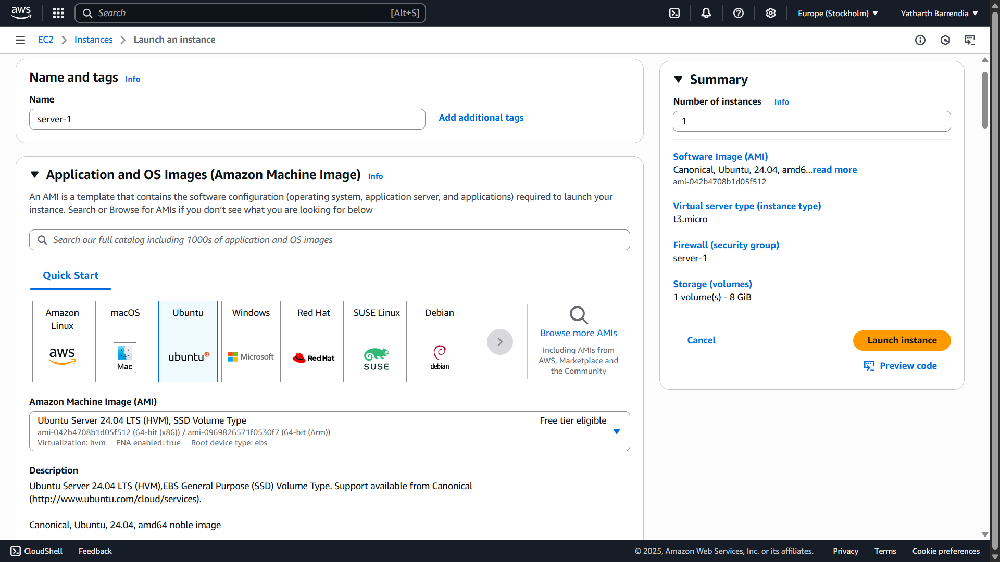 aws
Search
[Alt+S]
Europe (Stockholm)
Yatharth Barrendia
EC2
Instances
Launch an instance
Name and tags
Info
Name
server-1
Add additional tags
Application and OS Images (Amazon Machine Image)
Info
An AMI is a template that contains the software configuration (operating system, application server, and applications) required to launch your
instance. Search or Browse for AMIs if you don’t see what you are looking for below
Search our full catalog including 1000s of application and OS images
Quick Start
Amazon
Linux
aws
macOS
Mac
Ubuntu
ubuntu
Windows
Microsoft
Red Hat
Red Hat
SUSE Linux
SUSE
Debian
debian
Browse more AMIs
Including AMIs from
AWS, Marketplace and
the Community
Amazon Machine Image (AMI)
Ubuntu Server 24.04 LTS (HVM), SSD Volume Type
Free tier eligible
ami-042b4708b1d05f512 (64-bit (x86)) / ami-0969826571f0530f7 (64-bit (Arm))
Virtualization: hvm ENA enabled: true Root device type: ebs
Description
Ubuntu Server 24.04 LTS (HVM),EBS General Purpose (SSD) Volume Type. Support available from Canonical
(http://www.ubuntu.com/cloud/services).
Canonical, Ubuntu, 24.04, amd64 noble image
Summary
Number of instances
Info
1
Software Image (AMI)
Canonical, Ubuntu, 24.04, amd6...read more
ami-042b4708b1d05f512
Virtual server type (instance type)
t3.micro
Firewall (security group)
server-1
Storage (volumes)
1 volume(s) - 8 GiB
Cancel
Launch instance
Preview code
CloudShell
Feedback
© 2025, Amazon Web Services, Inc. or its affiliates.
Privacy
Terms
Cookie preferences